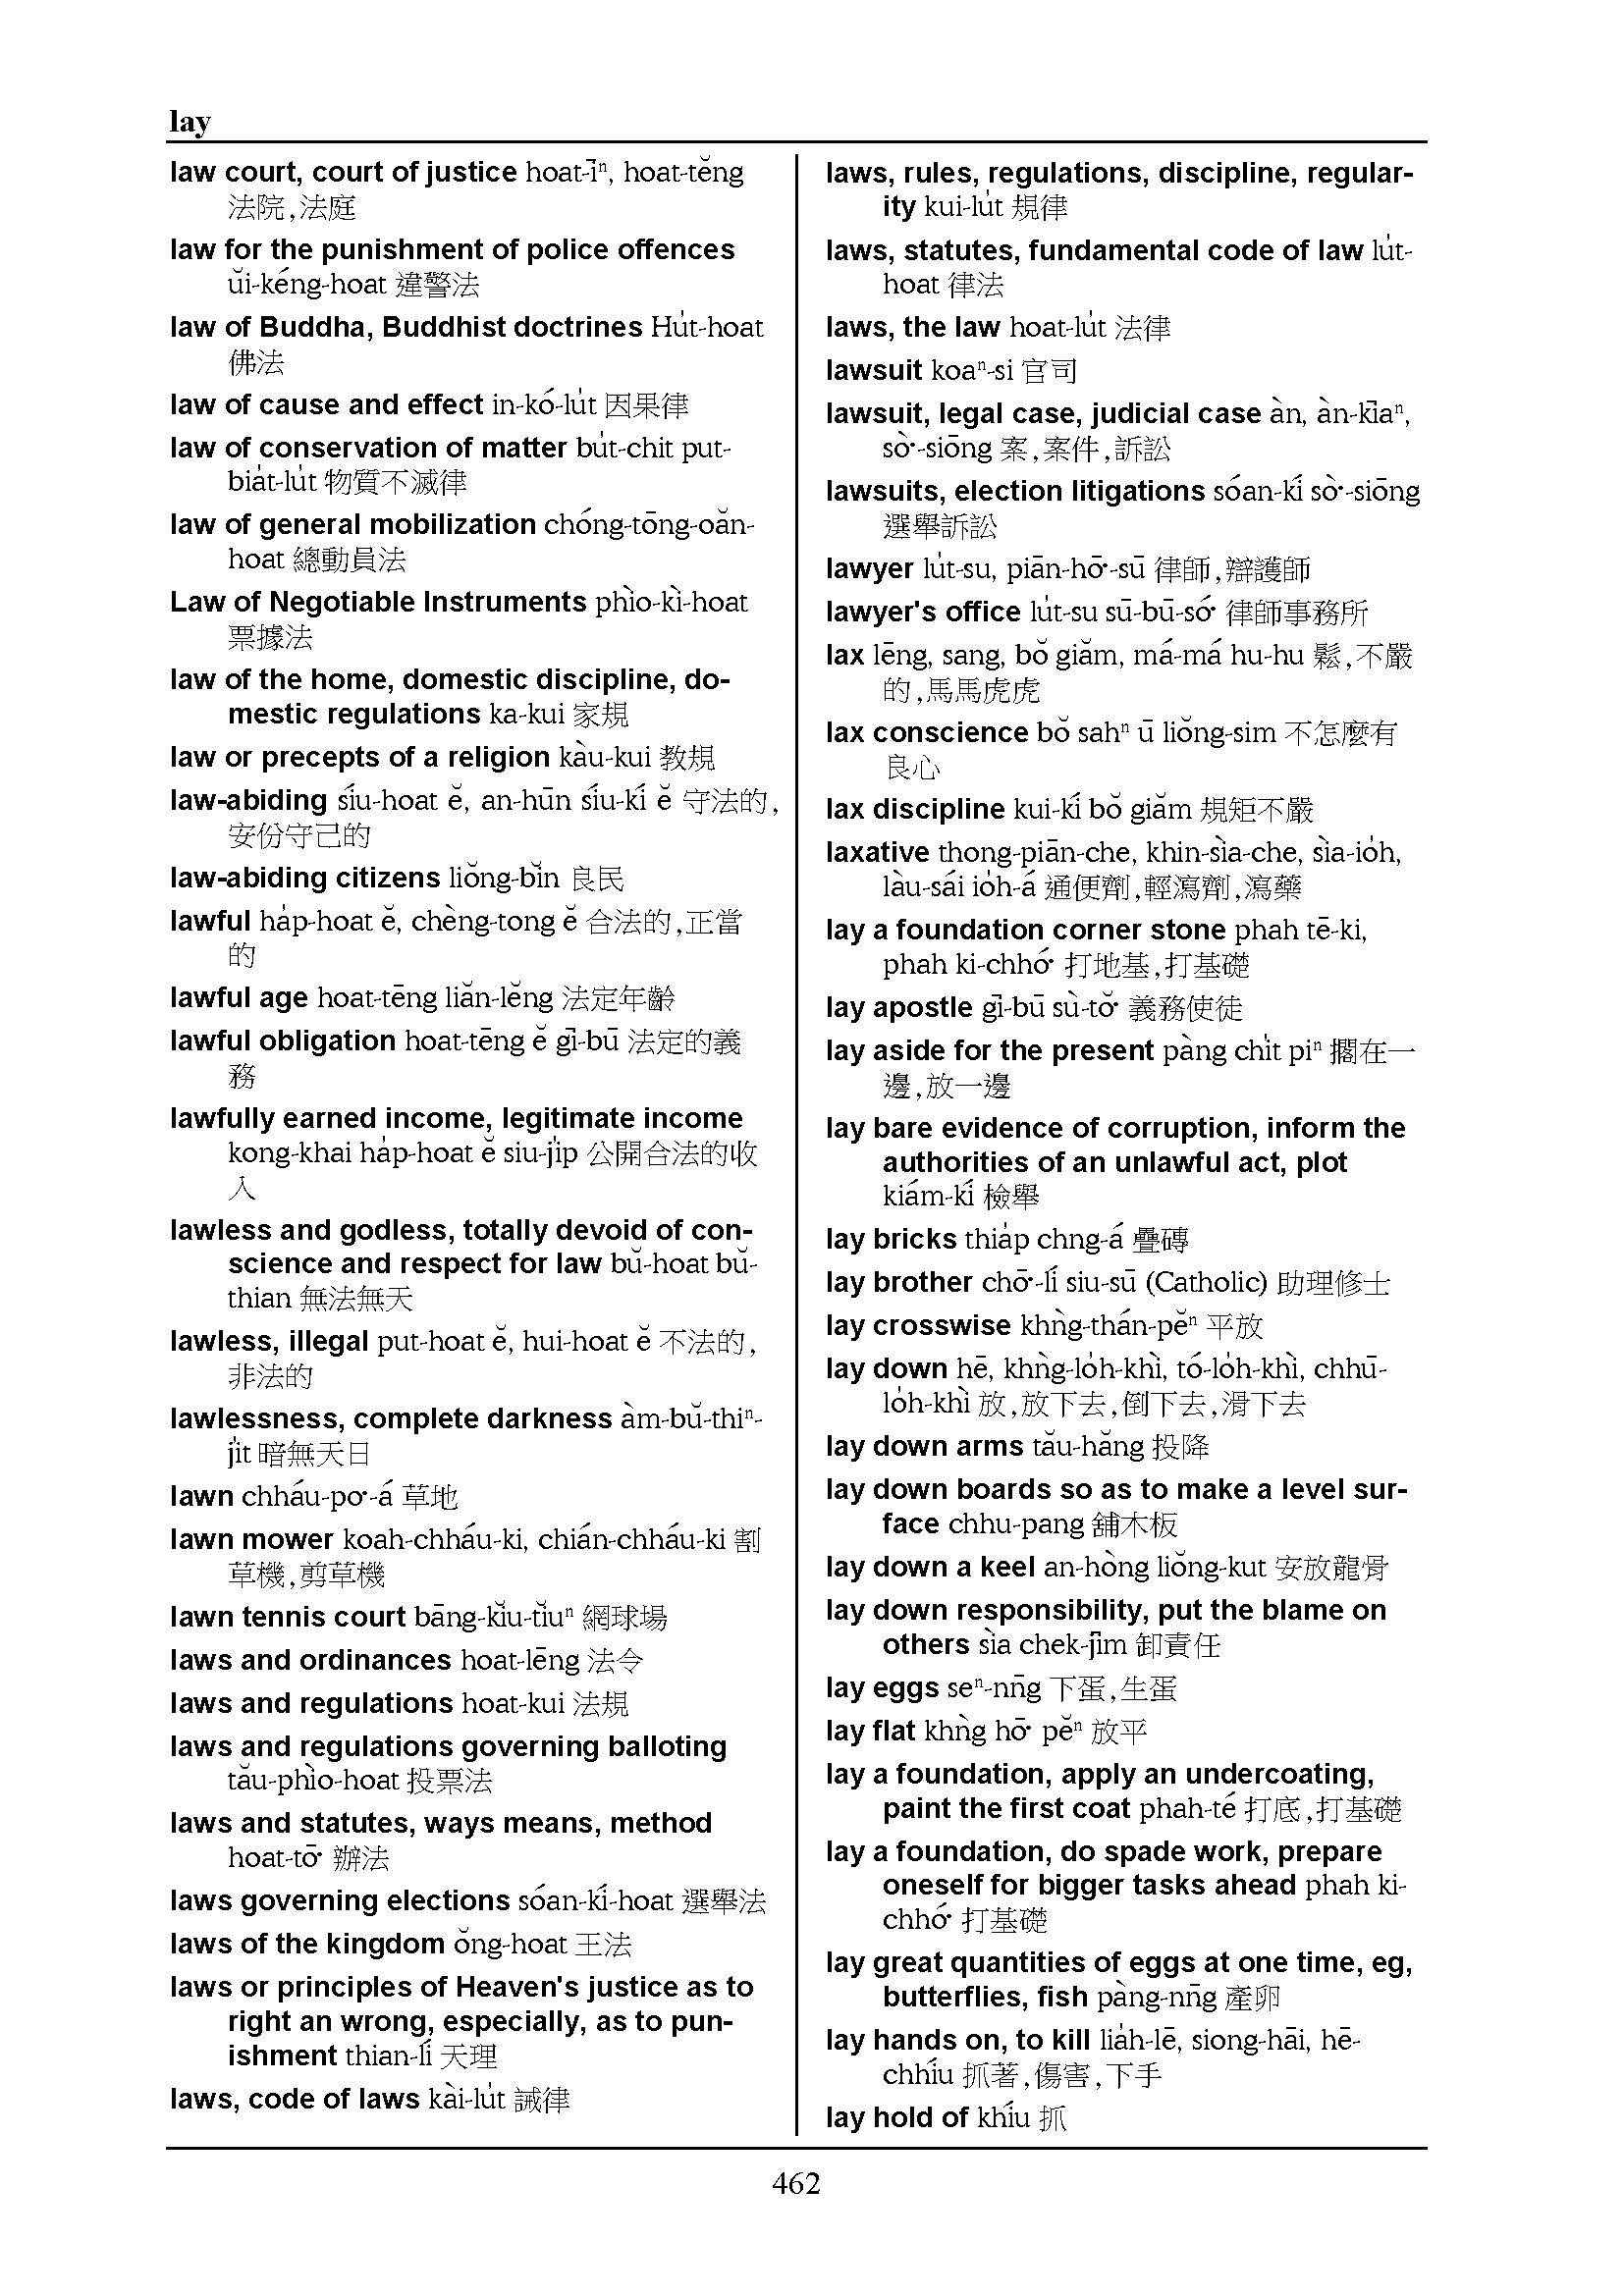 lay
law court, court of justice hoat-īⁿ, hoat-tĕng
法院,法庭
law for the punishment of police offences
ŭi-kéng-hoat 違警法
law of Buddha, Buddhist doctrines Hu̍t-hoat
佛法
law of cause and effect in-kó-lu̍t 因果律
law of conservation of matter bu̍t-chit put-
bia̍t-lu̍t 物質不滅律
law of general mobilization chóng-tōng-oăn-
hoat 總動員法
Law of Negotiable Instruments phìo-kì-hoat
票據法
law of the home, domestic discipline, do-
mestic regulations ka-kui 家規
law or precepts of a religion kàu-kui 教規
law-abiding síu-hoat ĕ, an-hūn síu-kí ĕ 守法的,
安份守己的
law-abiding citizens liŏng-bĭn 良民
lawful ha̍p-hoat ĕ, chèng-tong ĕ 合法的,正當
的
lawful age hoat-tēng liăn-lĕng 法定年齡
lawful obligation hoat-tēng ĕ gī-bū 法定的義
務
lawfully earned income, legitimate income
kong-khai ha̍p-hoat ĕ siu-ji̍p 公開合法的收
入
lawless and godless, totally devoid of con-
science and respect for law bŭ-hoat bŭ-
thian 無法無天
lawless, illegal put-hoat ĕ, hui-hoat ĕ 不法的,
非法的
lawlessness, complete darkness àm-bŭ-thiⁿ-
ji̍t 暗無天日
lawn chháu-po͘-á 草地
lawn mower koah-chháu-ki, chián-chháu-ki 割
草機,剪草機
lawn tennis court bāng-kĭu-tĭuⁿ 網球場
laws and ordinances hoat-lēng 法令
laws and regulations hoat-kui 法規
laws and regulations governing balloting
tău-phìo-hoat 投票法
laws and statutes, ways means, method
hoat-tō͘ 辦法
laws governing elections sóan-kí-hoat 選舉法
laws of the kingdom ŏng-hoat 王法
laws or principles of Heaven's justice as to
right an wrong, especially, as to pun-
ishment thian-lí 天理
laws, code of laws kài-lu̍t 誡律
laws, rules, regulations, discipline, regular-
ity kui-lu̍t 規律
laws, statutes, fundamental code of law lu̍t-
hoat 律法
laws, the law hoat-lu̍t 法律
lawsuit koaⁿ-si 官司
lawsuit, legal case, judicial case àn, àn-kīaⁿ,
sò͘-siōng 案,案件,訴訟
lawsuits, election litigations sóan-kí sò͘-siōng
選舉訴訟
lawyer lu̍t-su, piān-hō͘-sū 律師,辯護師
lawyer's office lu̍t-su sū-bū-só͘ 律師事務所
lax lēng, sang, bŏ giăm, má-má hu-hu 鬆,不嚴
的,馬馬虎虎
lax conscience bŏ sahⁿ ū liŏng-sim 不怎麼有
良心
lax discipline kui-kí bŏ giăm 規矩不嚴
laxative thong-piān-che, khin-sìa-che, sìa-io̍h,
làu-sái io̍h-á 通便劑,輕瀉劑,瀉藥
lay a foundation corner stone phah tē-ki,
phah ki-chhó͘ 打地基,打基礎
lay apostle gī-bū sù-tŏ͘ 義務使徒
lay aside for the present pàng chi̍t piⁿ 擱在一
邊,放一邊
lay bare evidence of corruption, inform the
authorities of an unlawful act, plot
kiám-kí 檢舉
lay bricks thia̍p chng-á 疊磚
lay brother chō͘-lí siu-sū (Catholic) 助理修士
lay crosswise khǹg-thán-pĕⁿ 平放
lay down hē, khǹg-lo̍h-khì, tó-lo̍h-khì, chhū-
lo̍h-khì 放,放下去,倒下去,滑下去
lay down arms tău-hăng 投降
lay down boards so as to make a level sur-
face chhu-pang 舖木板
lay down a keel an-hòng liŏng-kut 安放龍骨
lay down responsibility, put the blame on
others sìa chek-jīm 卸責任
lay eggs seⁿ-nn̄g 下蛋,生蛋
lay flat khǹg hō͘ pĕⁿ 放平
lay a foundation, apply an undercoating,
paint the first coat phah-té 打底,打基礎
lay a foundation, do spade work, prepare
oneself for bigger tasks ahead phah ki-
chhó͘ 打基礎
lay great quantities of eggs at one time, eg,
butterflies, fish pàng-nn̄g 產卵
lay hands on, to kill lia̍h-lē, siong-hāi, hē-
chhíu 抓著,傷害,下手
lay hold of khíu 抓
462